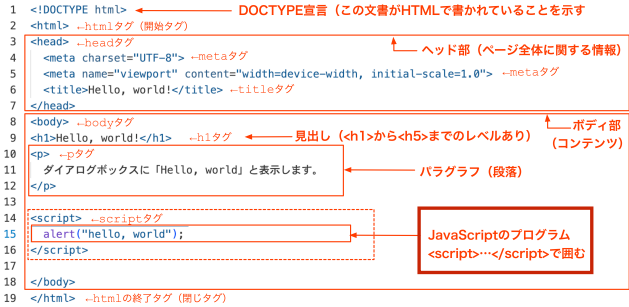 1 <!DOCTYPE html> ← DOCTYPE宣言（この文書がHTMLで書かれていることを示す
2 <html> ←htmlタグ（開始タグ）
3 <head> ←headタグ ヘッド部（ページ全体に関する情報）
4 <meta charset="UTF-8"> ←metaタグ
5 <meta name="viewport" content="width=device-width, initial-scale=1.0"> ←metaタグ
6 <title>Hello, world!</title> ←titleタグ
7 </head>
8 <body> ←bodyタグ ボディ部
9 <h1>Hello, world!</h1> ←h1タグ 見出し（<h1>から<h5>までのレベルあり） （コンテンツ）
10 <p> ←pタグ
11 ダイアログボックスに「Hello, world」と表示します。 パラグラフ（段落）
12 </p>
13
14 <script> ←scriptタグ
15 alert("hello, world"); JavaScriptのプログラム
16 </script> <script>…</script>で囲む
17
18 </body>
19 </html> ←htmlの終了タグ（閉じタグ）